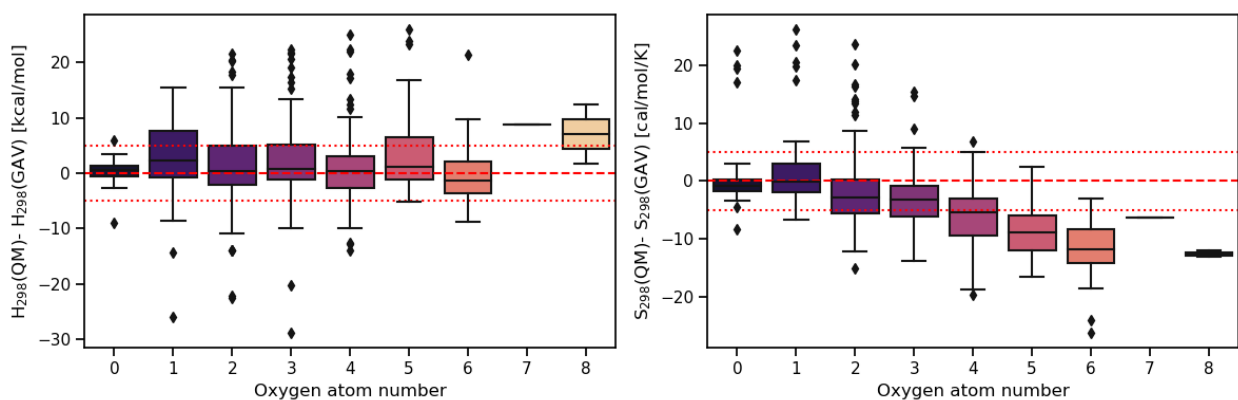 H₂₉₈(QM)- H₂₉₈(GAV) [kcal/mol]
20
10
0
−10
−20
−30
0 1 2 3 4 5 6 7 8
Oxygen atom number
S₂₉₈(QM)- S₂₉₈(GAV) [cal/mol/K]
20
10
0
−10
−20
0 1 2 3 4 5 6 7 8
Oxygen atom number